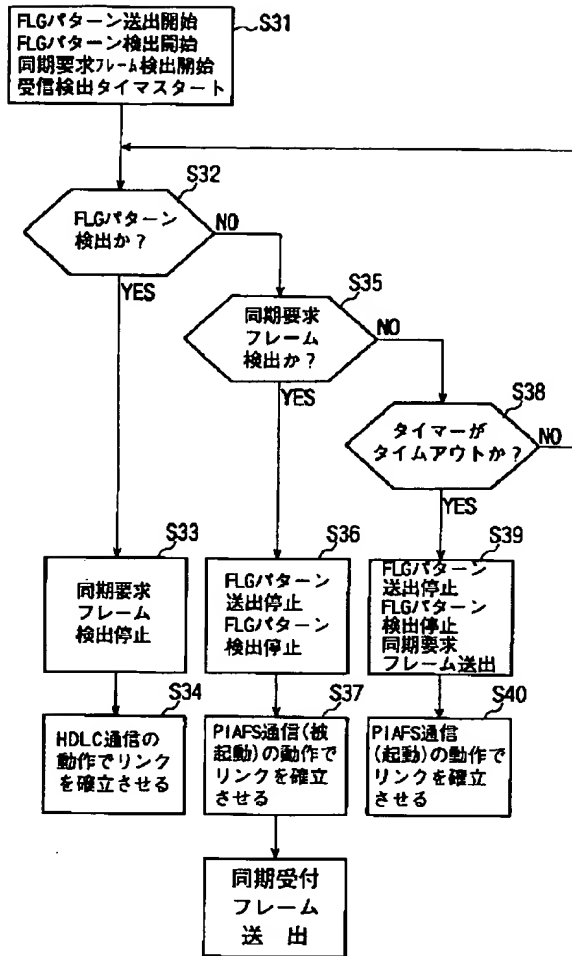 FLGパターン送出開始
FLGパターン検出開始
同期要求フレーム検出開始
受信検出タイマスタート
S31
S32
FLGパターン
検出か？
NO
YES
S35
同期要求
フレーム
検出か？
NO
YES
S38
タイマーが
タイムアウトか？
NO
YES
S33
同期要求
フレーム
検出停止
S36
FLGパターン
送出停止
FLGパターン
検出停止
S39
FLGパターン
送出停止
FLGパターン
検出停止
同期要求
フレーム送出
S34
HDLC通信の
動作でリンク
を確立させる
S37
PIAFS通信(被
起動)の動作で
リンクを確立
させる
S40
PIAFS通信
(起動)の動作で
リンクを確立
させる
同期受付
フレーム
送出